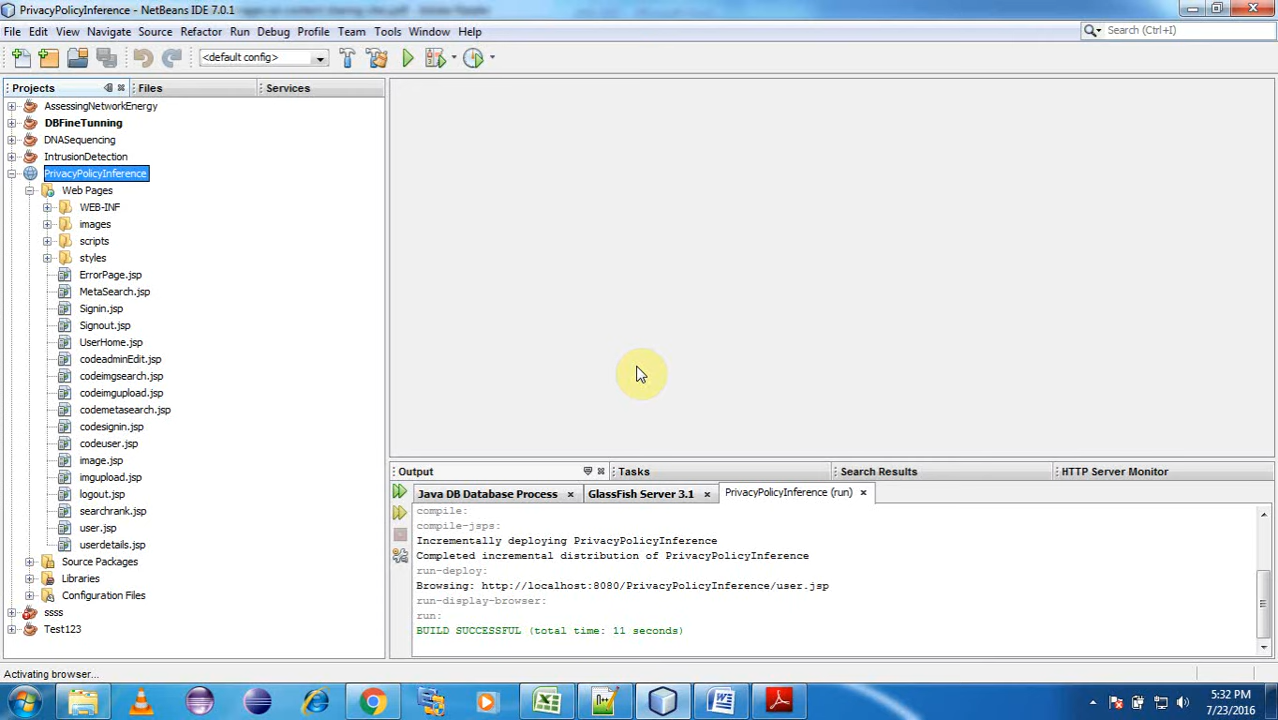 PrivacyPolicyInference - NetBeans IDE 7.0.1
File Edit View Navigate Source Refactor Run Debug Profile Team Tools Window Help
Search (Ctrl+I)
<default config>
Projects Files Services
AssessingNetworkEnergy
DBFineTunning
DNASequencing
IntrusionDetection
PrivacyPolicyInference
Web Pages
WEB-INF
images
scripts
styles
ErrorPage.jsp
MetaSearch.jsp
Signin.jsp
Signout.jsp
UserHome.jsp
codeadminEdit.jsp
codeimgsearch.jsp
codeimgupload.jsp
codemetasearch.jsp
codesignin.jsp
codeuser.jsp
image.jsp
imgupload.jsp
logout.jsp
searchrank.jsp
user.jsp
userdetails.jsp
Source Packages
Libraries
Configuration Files
ssss
Test123
Output Tasks Search Results HTTP Server Monitor
Java DB Database Process GlassFish Server 3.1 PrivacyPolicyInference (run)
compile:
compile-jsps:
Incrementally deploying PrivacyPolicyInference
Completed incremental distribution of PrivacyPolicyInference
run-deploy:
Browsing: http://localhost:8080/PrivacyPolicyInference/user.jsp
run-display-browser:
run:
BUILD SUCCESSFUL (total time: 11 seconds)
Activating browser...
5:32 PM
7/23/2016